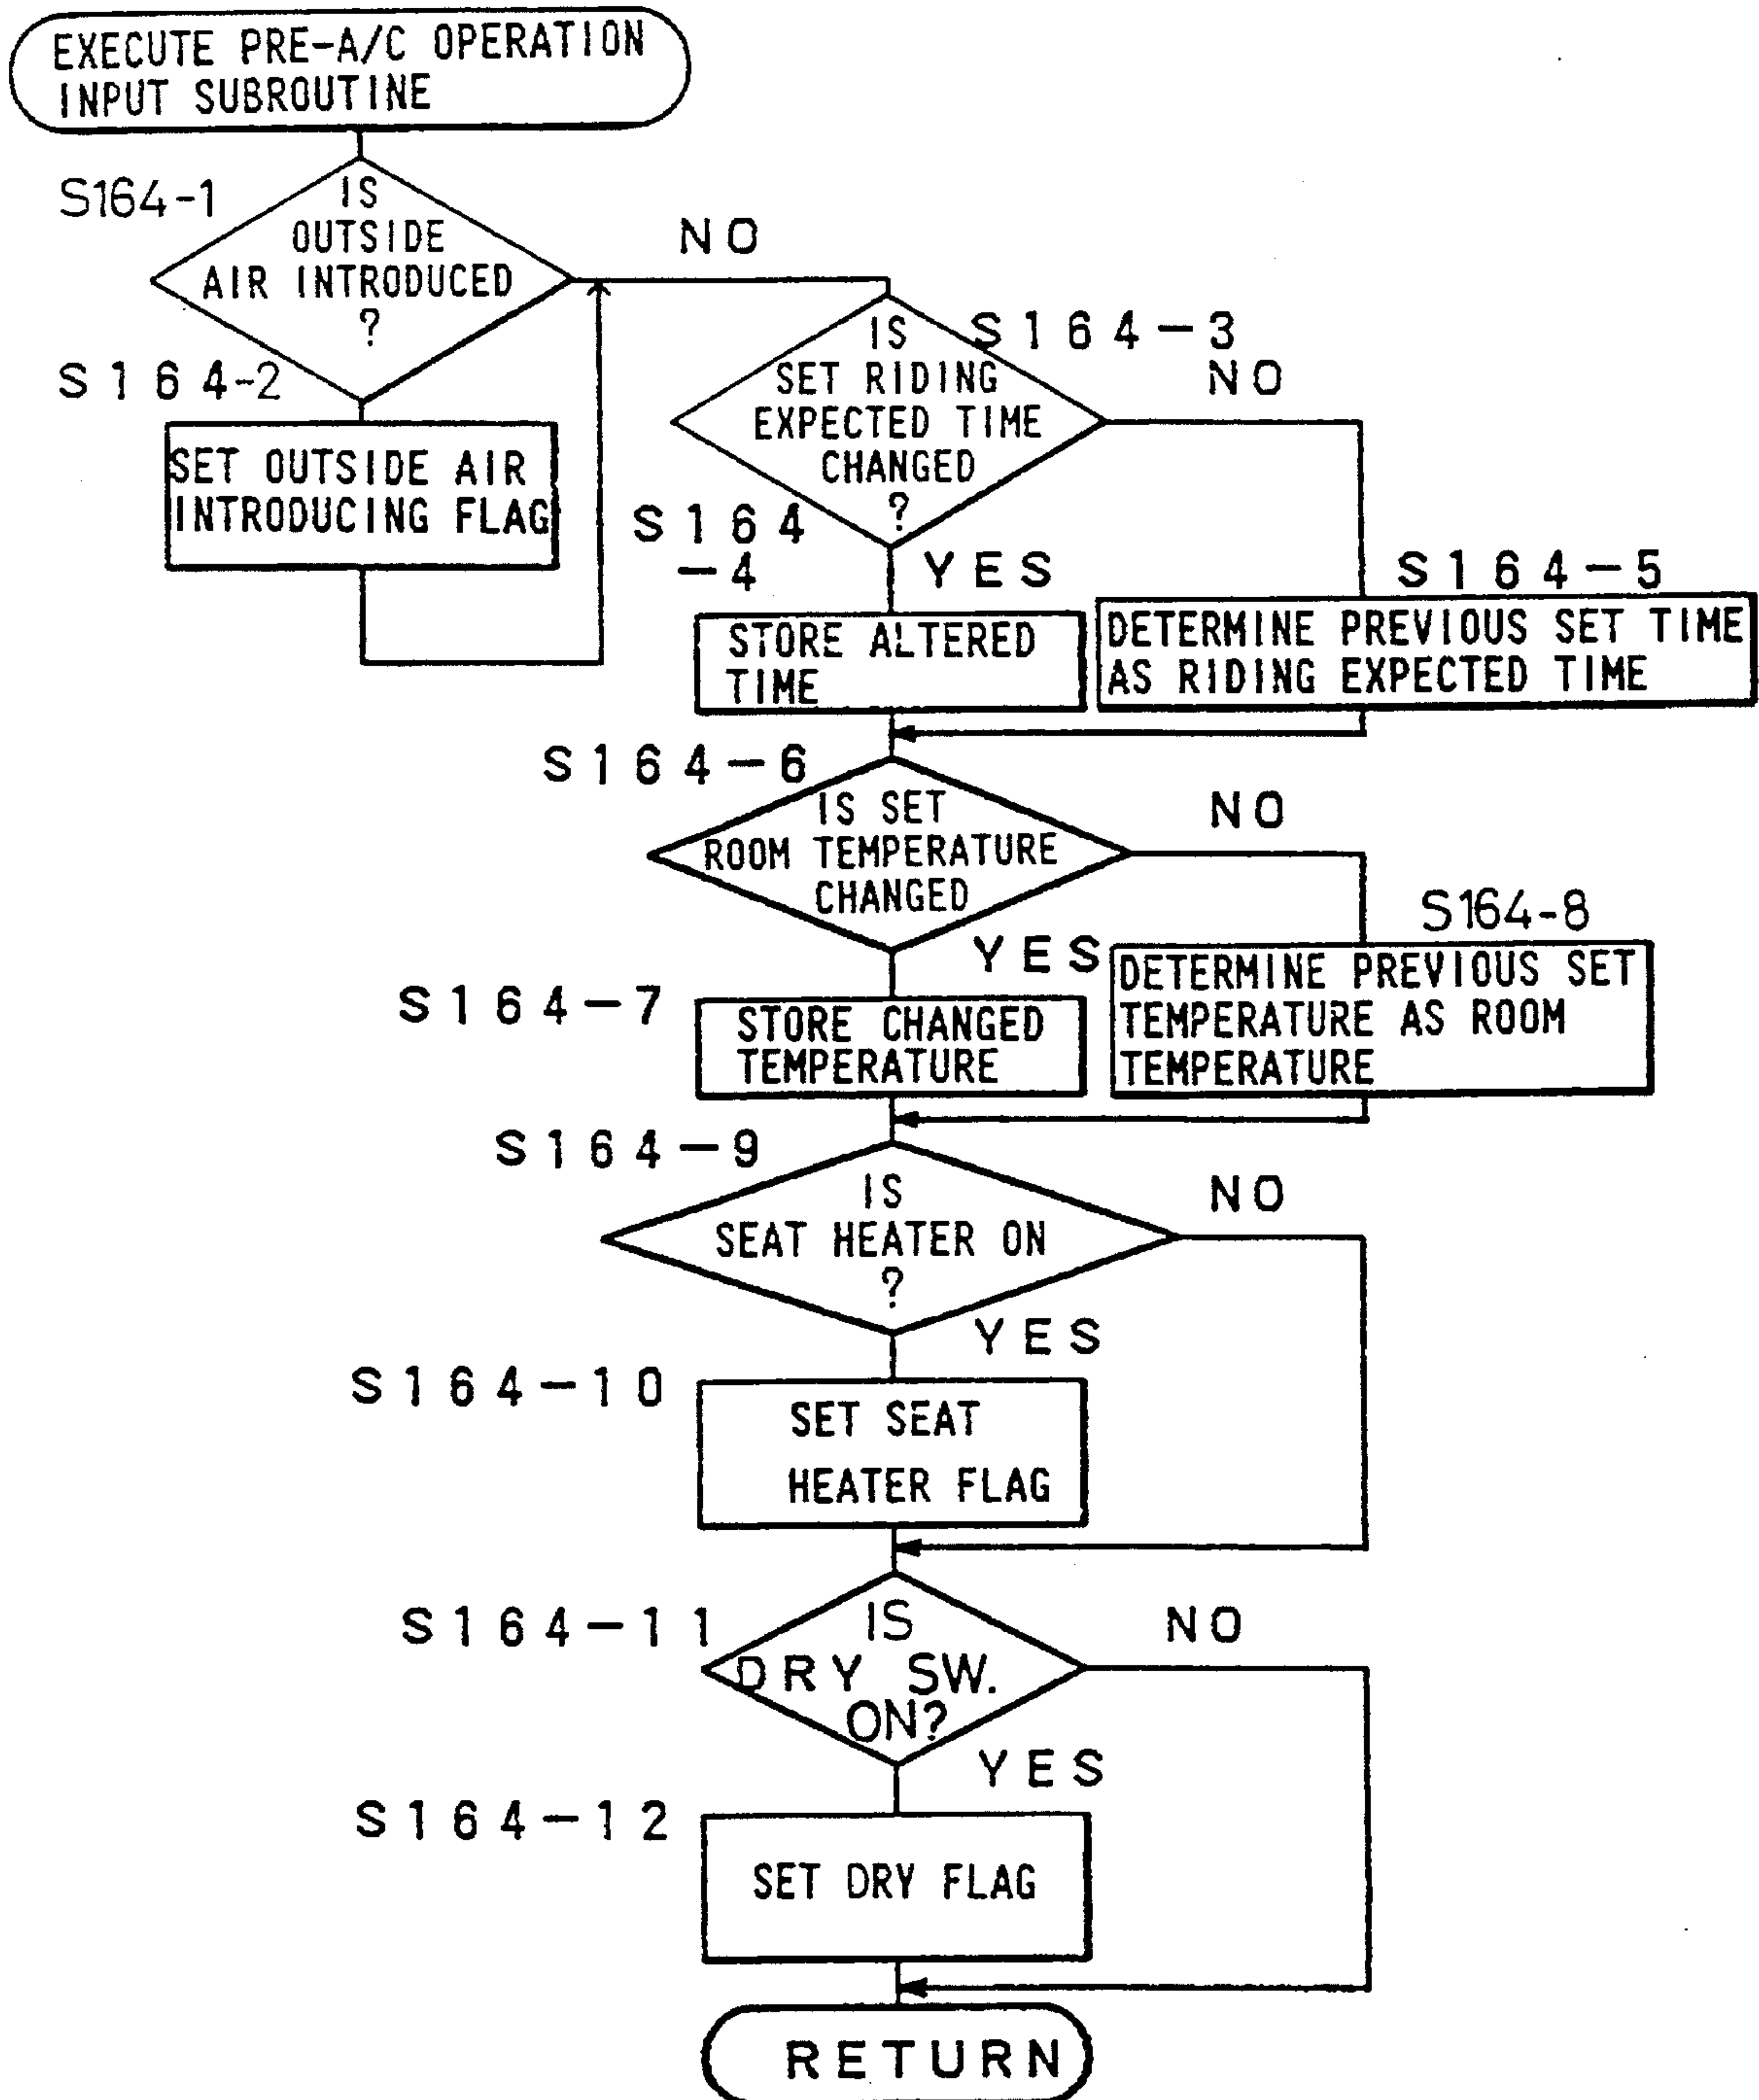 EXECUTE PRE-A/C OPERATION
INPUT SUBROUTINE
S164-1
IS
OUTSIDE
AIR INTRODUCED
?
NO
S164-2
SET OUTSIDE AIR
INTRODUCING FLAG
S164-3
IS
SET RIDING
EXPECTED TIME
CHANGED
?
NO
S164
-4
YES
STORE ALTERED
TIME
S164-5
DETERMINE PREVIOUS SET TIME
AS RIDING EXPECTED TIME
S164-6
IS SET
ROOM TEMPERATURE
CHANGED
NO
YES
S164-7
STORE CHANGED
TEMPERATURE
S164-8
DETERMINE PREVIOUS SET
TEMPERATURE AS ROOM
TEMPERATURE
S164-9
IS
SEAT HEATER ON
?
NO
YES
S164-10
SET SEAT
HEATER FLAG
S164-11
IS
DRY SW.
ON?
NO
YES
S164-12
SET DRY FLAG
RETURN